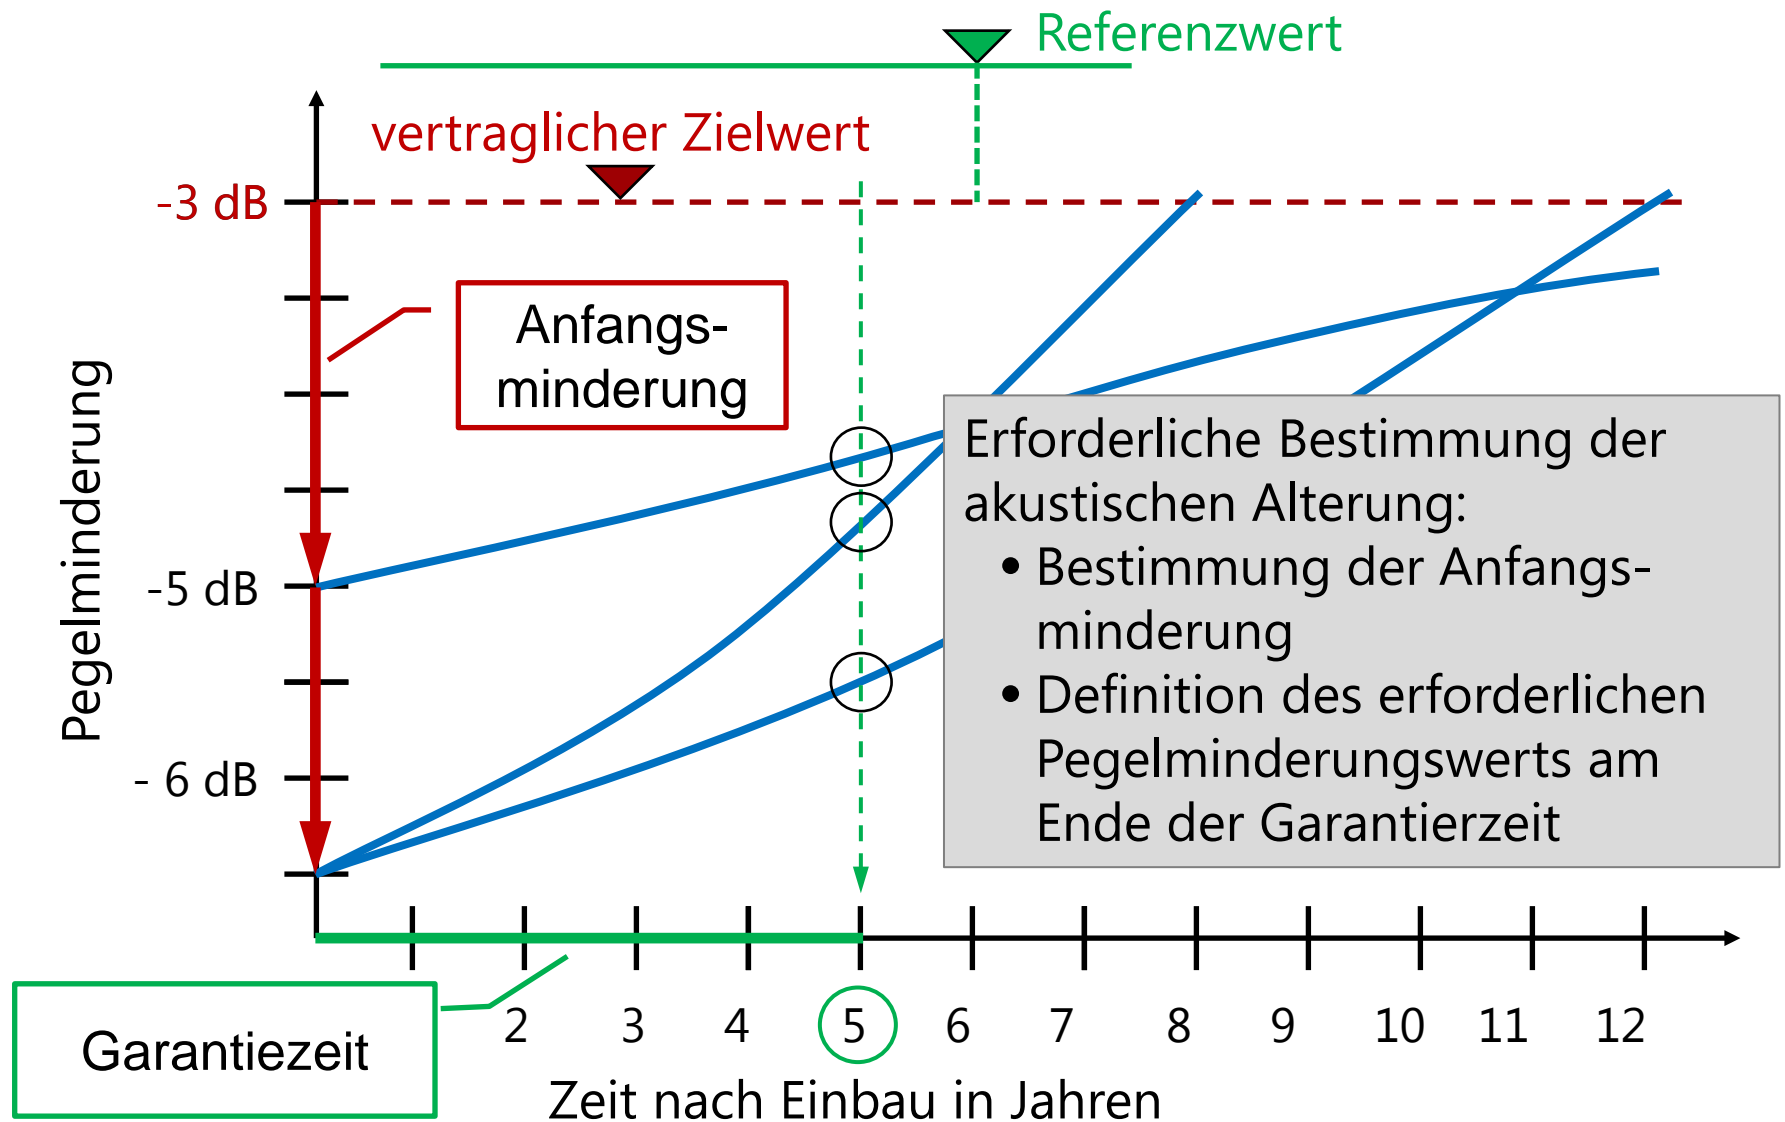 Referenzwert
vertraglicher Zielwert
-3 dB
Anfangs-
minderung
Pegelminderung
-5 dB
- 6 dB
Erforderliche Bestimmung der
akustischen Alterung:
• Bestimmung der Anfangs-
minderung
• Definition des erforderlichen
Pegelminderungswerts am
Ende der Garantierzeit
Garantiezeit
2 3 4 5 6 7 8 9 10 11 12
Zeit nach Einbau in Jahren